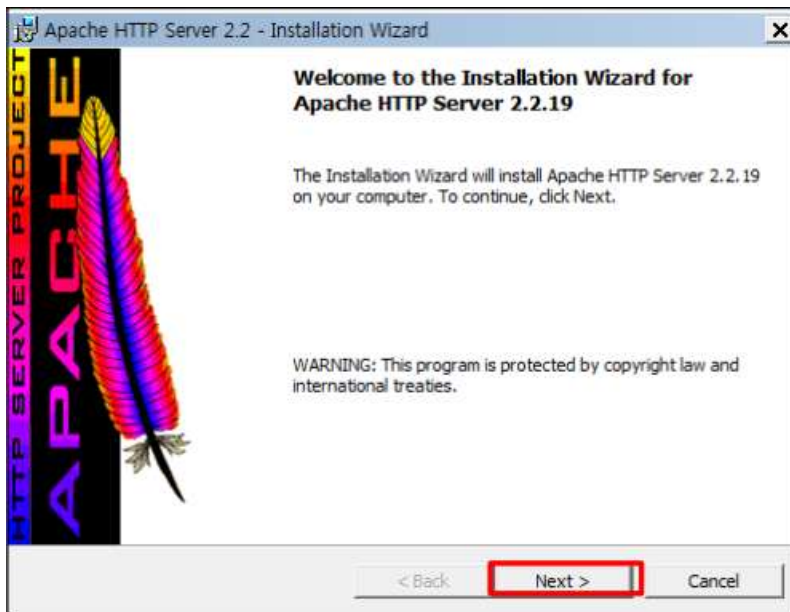 Apache HTTP Server 2.2 - Installation Wizard
HTTP SERVER PROJECT
APACHE
Welcome to the Installation Wizard for
Apache HTTP Server 2.2.19
The Installation Wizard will install Apache HTTP Server 2.2.19
on your computer. To continue, click Next.
WARNING: This program is protected by copyright law and
international treaties.
< Back
Next >
Cancel